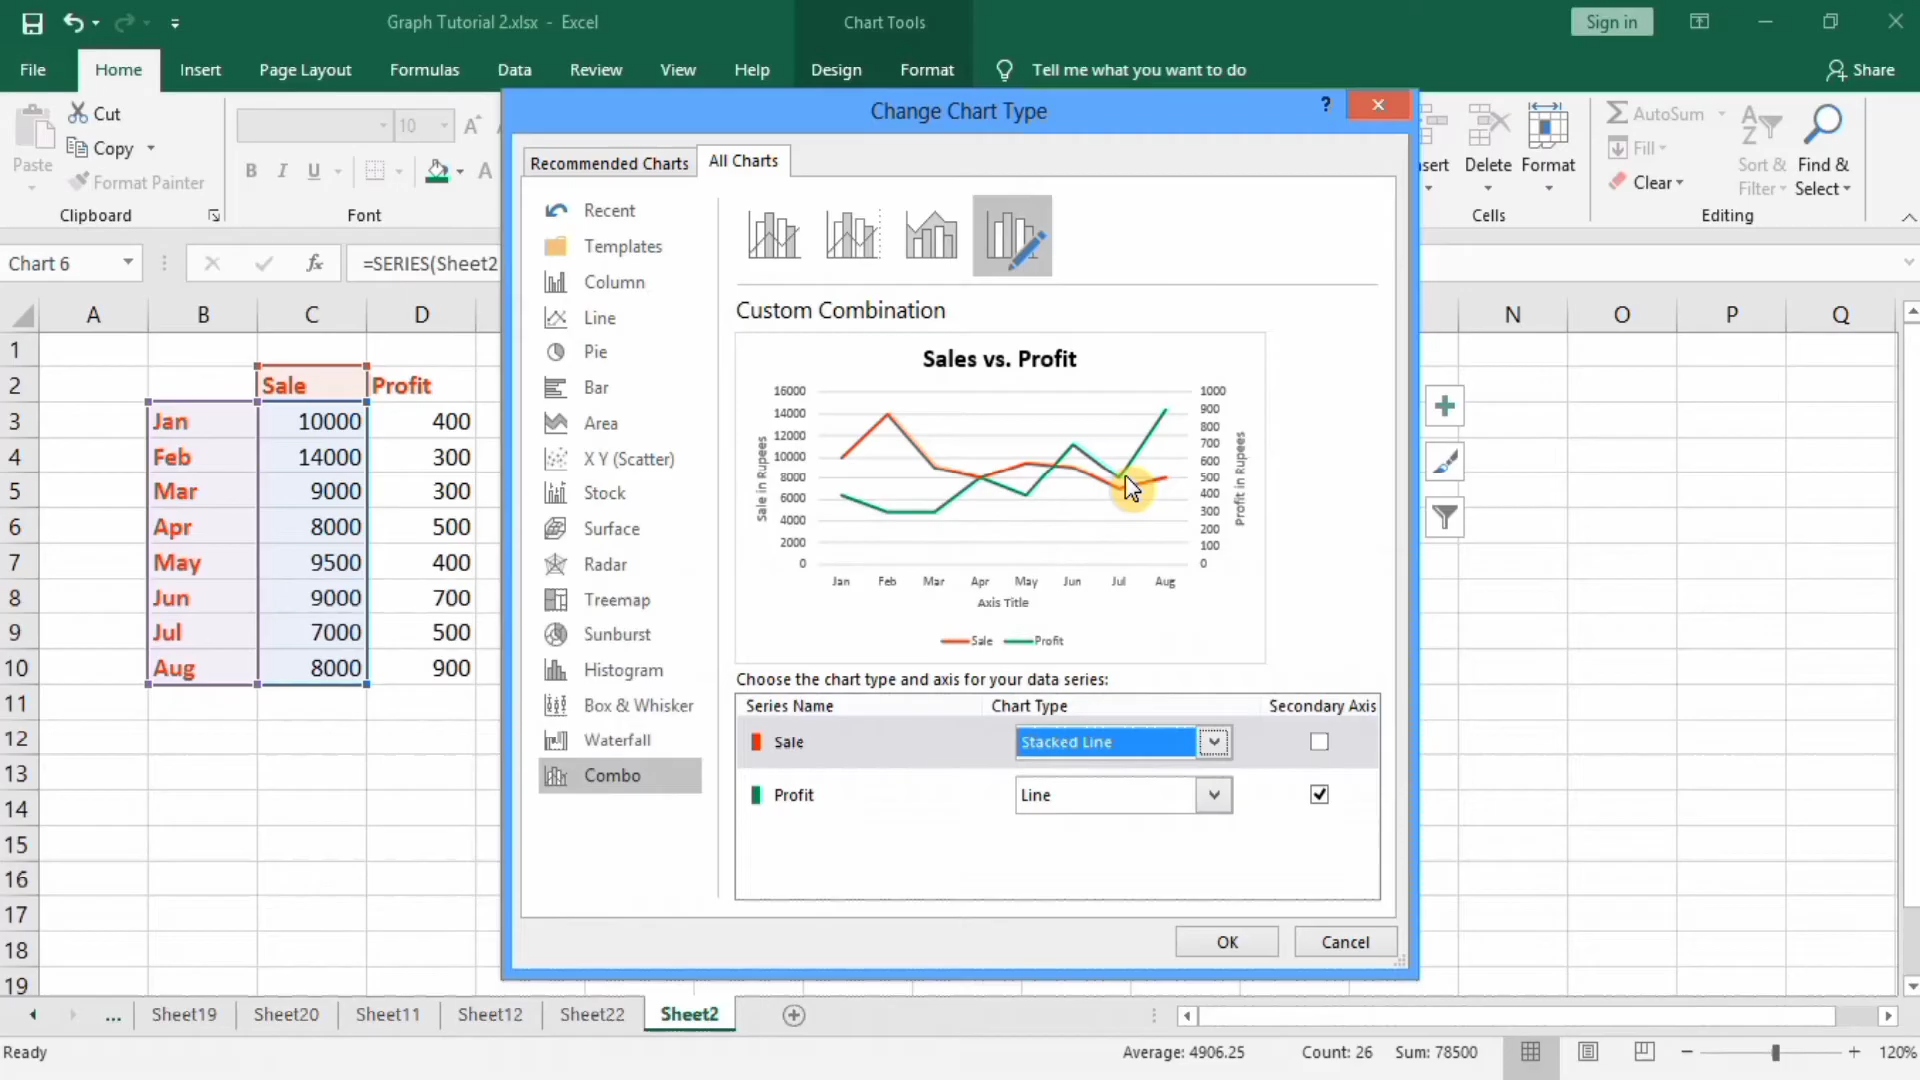 Graph Tutorial 2.xlsx - Excel
Chart Tools
Sign in
File Home Insert Page Layout Formulas Data Review View Help Design Format Tell me what you want to do Share
Paste
Cut
Copy
Format Painter
Clipboard
10 A
B I U A
Font
Change Chart Type
?
Delete
Format
Cells
AutoSum
Fill
Clear
Sort &
Filter
Find &
Select
Editing
Chart 6
fx
=SERIES(Sheet2
A B C D N O P Q
1
2 Sale Profit
3 Jan 10000 400
4 Feb 14000 300
5 Mar 9000 300
6 Apr 8000 500
7 May 9500 400
8 Jun 9000 700
9 Jul 7000 500
10 Aug 8000 900
11
12
13
14
15
16
17
18
19
Recommended Charts
All Charts
Recent
Templates
Column
Line
Pie
Bar
Area
X Y (Scatter)
Stock
Surface
Radar
Treemap
Sunburst
Histogram
Box & Whisker
Waterfall
Combo
Custom Combination
Sales vs. Profit
Sale in Rupees
16000
14000
12000
10000
8000
6000
4000
2000
0
1000
900
800
700
600
500
400
300
200
100
0
Profit in Rupees
Jan Feb Mar Apr May Jun Jul Aug
Axis Title
Sale Profit
Choose the chart type and axis for your data series:
Series Name Chart Type Secondary Axis
Sale Stacked Line
Profit Line
OK Cancel
... Sheet19 Sheet20 Sheet11 Sheet12 Sheet22 Sheet2
Ready
Average: 4906.25 Count: 26 Sum: 78500
120%